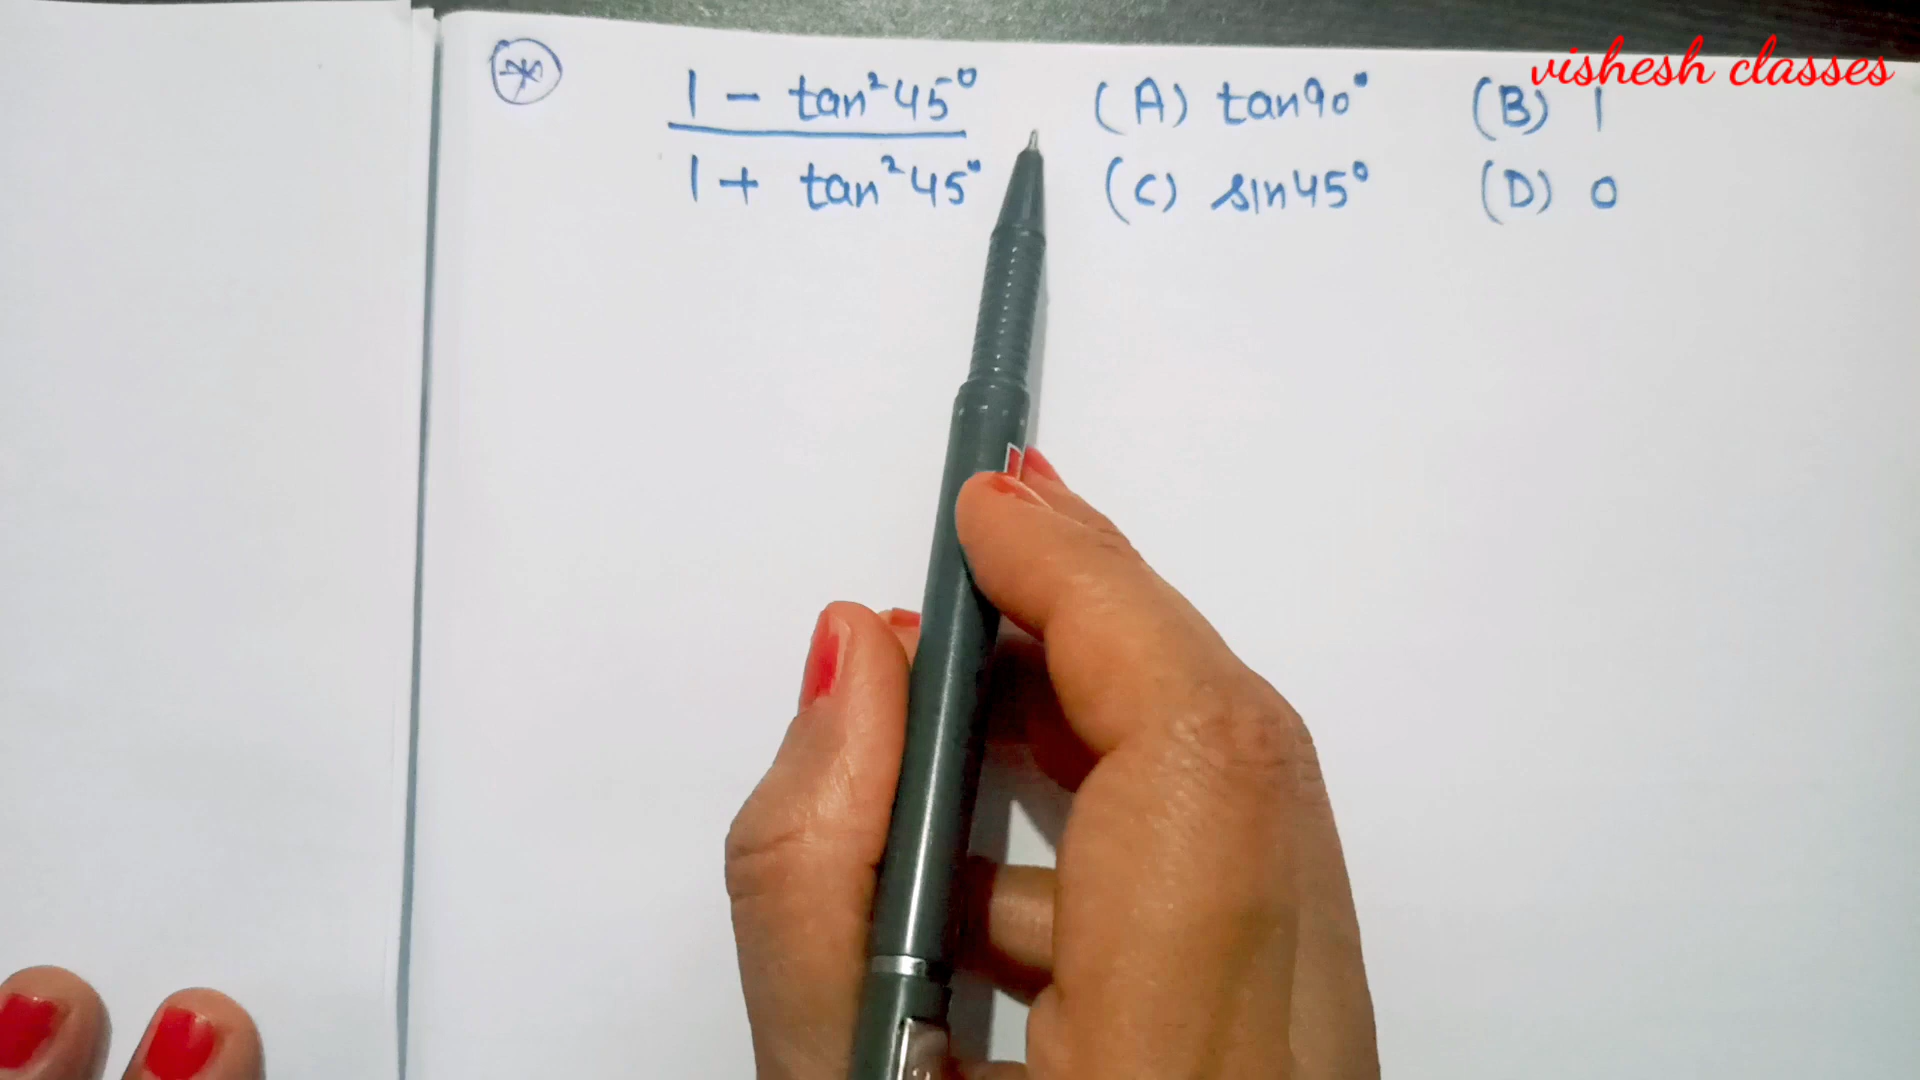 vishesh classes
1 - tan²45° (A) tan90° (B) 1
1 + tan²45° (C) sin45° (D) 0